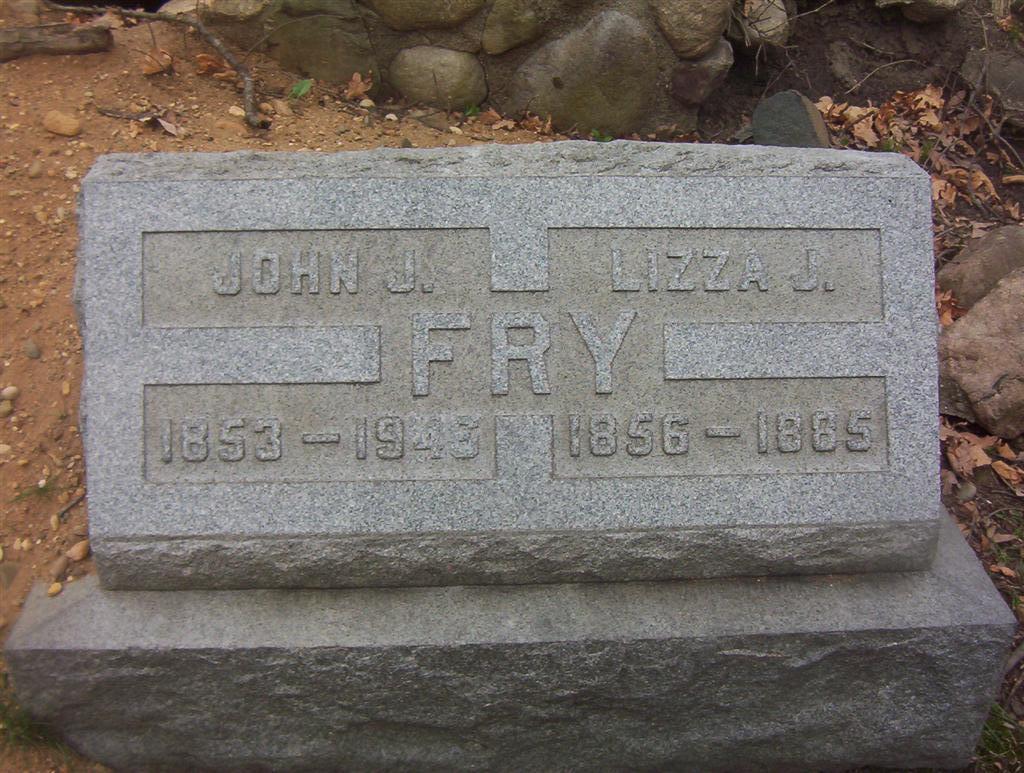 JOHN J. LIZZA J.
FRY
1853 – 1943 1856 – 1885